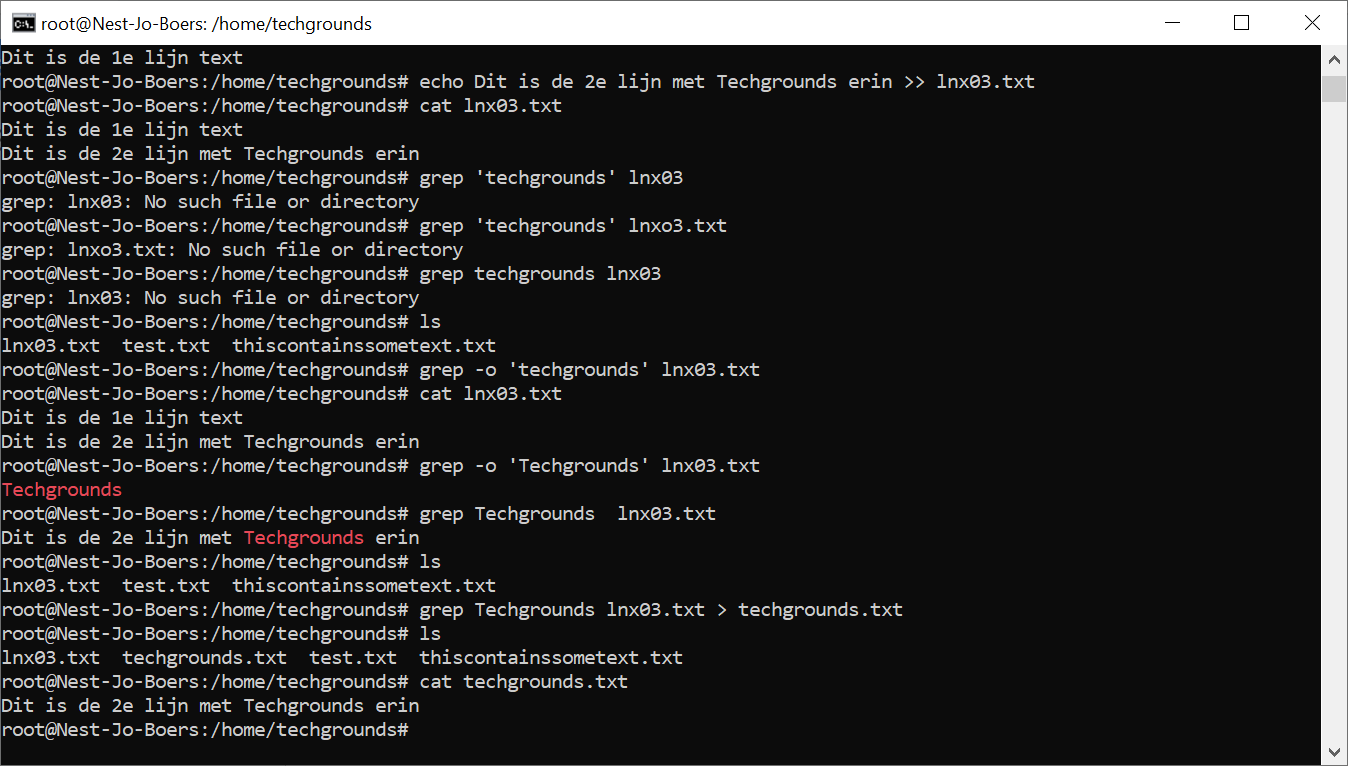 root@Nest-Jo-Boers: /home/techgrounds
Dit is de 1e lijn text
root@Nest-Jo-Boers:/home/techgrounds# echo Dit is de 2e lijn met Techgrounds erin >> lnx03.txt
root@Nest-Jo-Boers:/home/techgrounds# cat lnx03.txt
Dit is de 1e lijn text
Dit is de 2e lijn met Techgrounds erin
root@Nest-Jo-Boers:/home/techgrounds# grep 'techgrounds' lnx03
grep: lnx03: No such file or directory
root@Nest-Jo-Boers:/home/techgrounds# grep 'techgrounds' lnxo3.txt
grep: lnxo3.txt: No such file or directory
root@Nest-Jo-Boers:/home/techgrounds# grep techgrounds lnx03
grep: lnx03: No such file or directory
root@Nest-Jo-Boers:/home/techgrounds# ls
lnx03.txt  test.txt  thiscontainssometext.txt
root@Nest-Jo-Boers:/home/techgrounds# grep -o 'techgrounds' lnx03.txt
root@Nest-Jo-Boers:/home/techgrounds# cat lnx03.txt
Dit is de 1e lijn text
Dit is de 2e lijn met Techgrounds erin
root@Nest-Jo-Boers:/home/techgrounds# grep -o 'Techgrounds' lnx03.txt
Techgrounds
root@Nest-Jo-Boers:/home/techgrounds# grep Techgrounds  lnx03.txt
Dit is de 2e lijn met Techgrounds erin
root@Nest-Jo-Boers:/home/techgrounds# ls
lnx03.txt  test.txt  thiscontainssometext.txt
root@Nest-Jo-Boers:/home/techgrounds# grep Techgrounds lnx03.txt > techgrounds.txt
root@Nest-Jo-Boers:/home/techgrounds# ls
lnx03.txt  techgrounds.txt  test.txt  thiscontainssometext.txt
root@Nest-Jo-Boers:/home/techgrounds# cat techgrounds.txt
Dit is de 2e lijn met Techgrounds erin
root@Nest-Jo-Boers:/home/techgrounds#